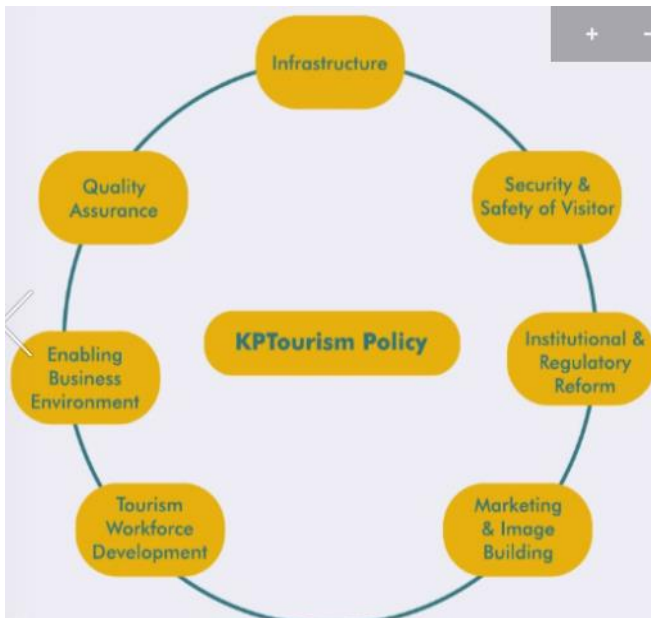 + −
Infrastructure
Quality
Assurance
Security &
Safety of Visitor
KPTourism Policy
Institutional &
Regulatory
Reform
Enabling
Business
Environment
Tourism
Workforce
Development
Marketing
& Image
Building